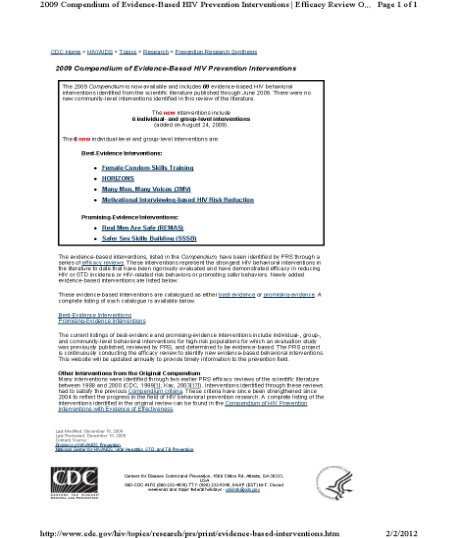 2009 Compendium of Evidence-Based HIV Prevention Interventions | Efficacy Review O... Page 1 of 1
CDC Home > HIV/AIDS > Topics > Research > Prevention Research Synthesis
2009 Compendium of Evidence-Based HIV Prevention Interventions
The 2009 Compendium is now available and includes 69 evidence-based HIV behavioral
interventions identified from the scientific literature published through June 2009. There were no
new community-level interventions identified in this review of the literature.
The new interventions include
6 individual- and group-level interventions
(added on August 24, 2009).
The 6 new individual-level and group-level interventions are:
Best-Evidence Interventions:
• Female Condom Skills Training
• HORIZONS
• Many Men, Many Voices (3MV)
• Motivational Interviewing-based HIV Risk Reduction
Promising-Evidence Interventions:
• Real Men Are Safe (REMAS)
• Safer Sex Skills Building (SSSB)
The evidence-based interventions, listed in the Compendium, have been identified by PRS through a
series of efficacy reviews. These interventions represent the strongest HIV behavioral interventions in
the literature to date that have been rigorously evaluated and have demonstrated efficacy in reducing
HIV or STD incidence or HIV-related risk behaviors or promoting safer behaviors. Newly added
evidence-based interventions are listed below.
These evidence based interventions are catalogued as either best-evidence or promising-evidence. A
complete listing of each catalogue is available below.
Best-Evidence Interventions
Promising-Evidence Interventions
The current listings of best-evidence and promising-evidence interventions include individual-, group-,
and community-level behavioral interventions for high-risk populations for which an evaluation study
was previously published, reviewed by PRS, and determined to be evidence-based. The PRS project
is continuously conducting the efficacy review to identify new evidence-based behavioral interventions.
This website will be updated annually to provide timely information to the prevention field.
Other Interventions from the Original Compendium
Many interventions were identified through two earlier PRS efficacy reviews of the scientific literature
between 1988 and 2000 (CDC, 1999
Interventions identified through these reviews
had to satisfy the previous Compendium criteria. These criteria have since been strengthened since
2004 to reflect the progress in the field of HIV behavioral prevention research. A complete listing of the
interventions identified in the original review can be found in the Compendium of HIV Prevention
Interventions with Evidence of Effectiveness.
Last Modified: December
Last Reviewed: December
Content Source:
Divisions of HIV/AIDS Prevention
National Center for HIV/AIDS, Viral Hepatitis, STD, and TB Prevention
CDC
Centers for Disease Control and Prevention, 1600 Clifton Rd, Atlanta, GA 30333,
USA
800-CDC-INFO (800-232-4636) TTY: (888) 232-6348,
weekends and major federal holidays -
http://www.cdc.gov/hiv/topics/research/prs/print/evidence-based-interventions.htm 2/2/2012